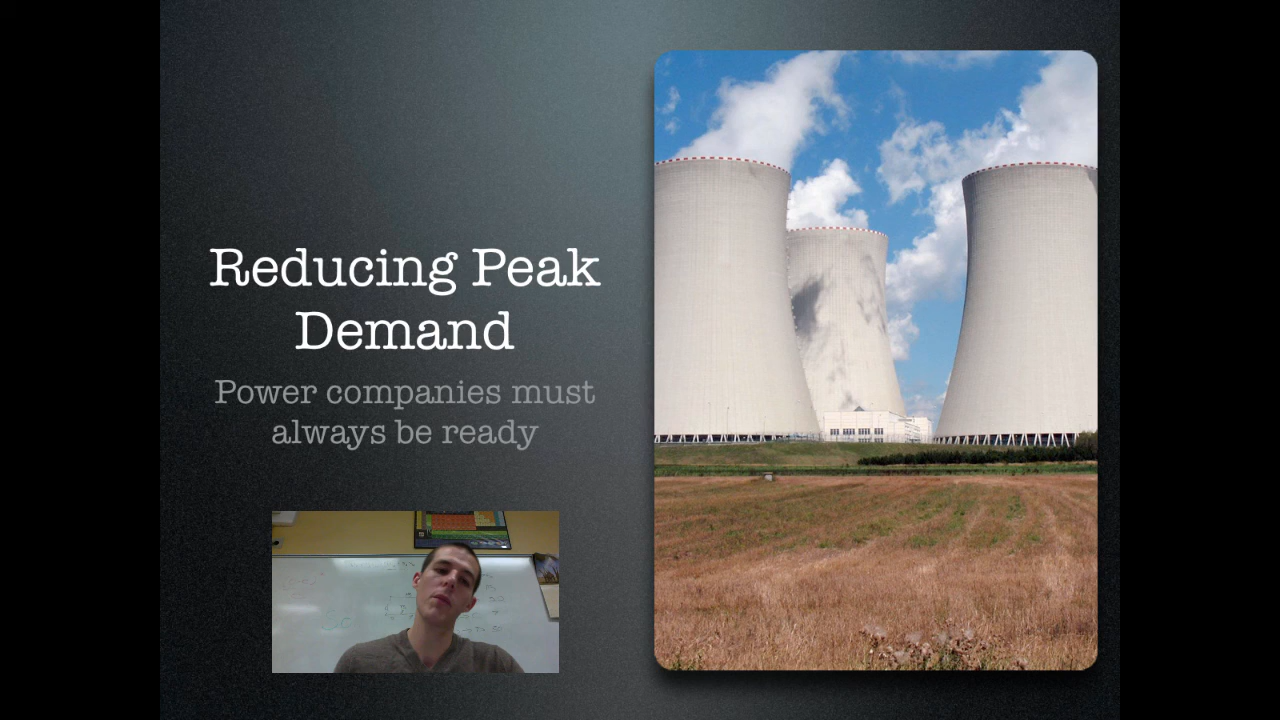 Reducing Peak
Demand
Power companies must
always be ready